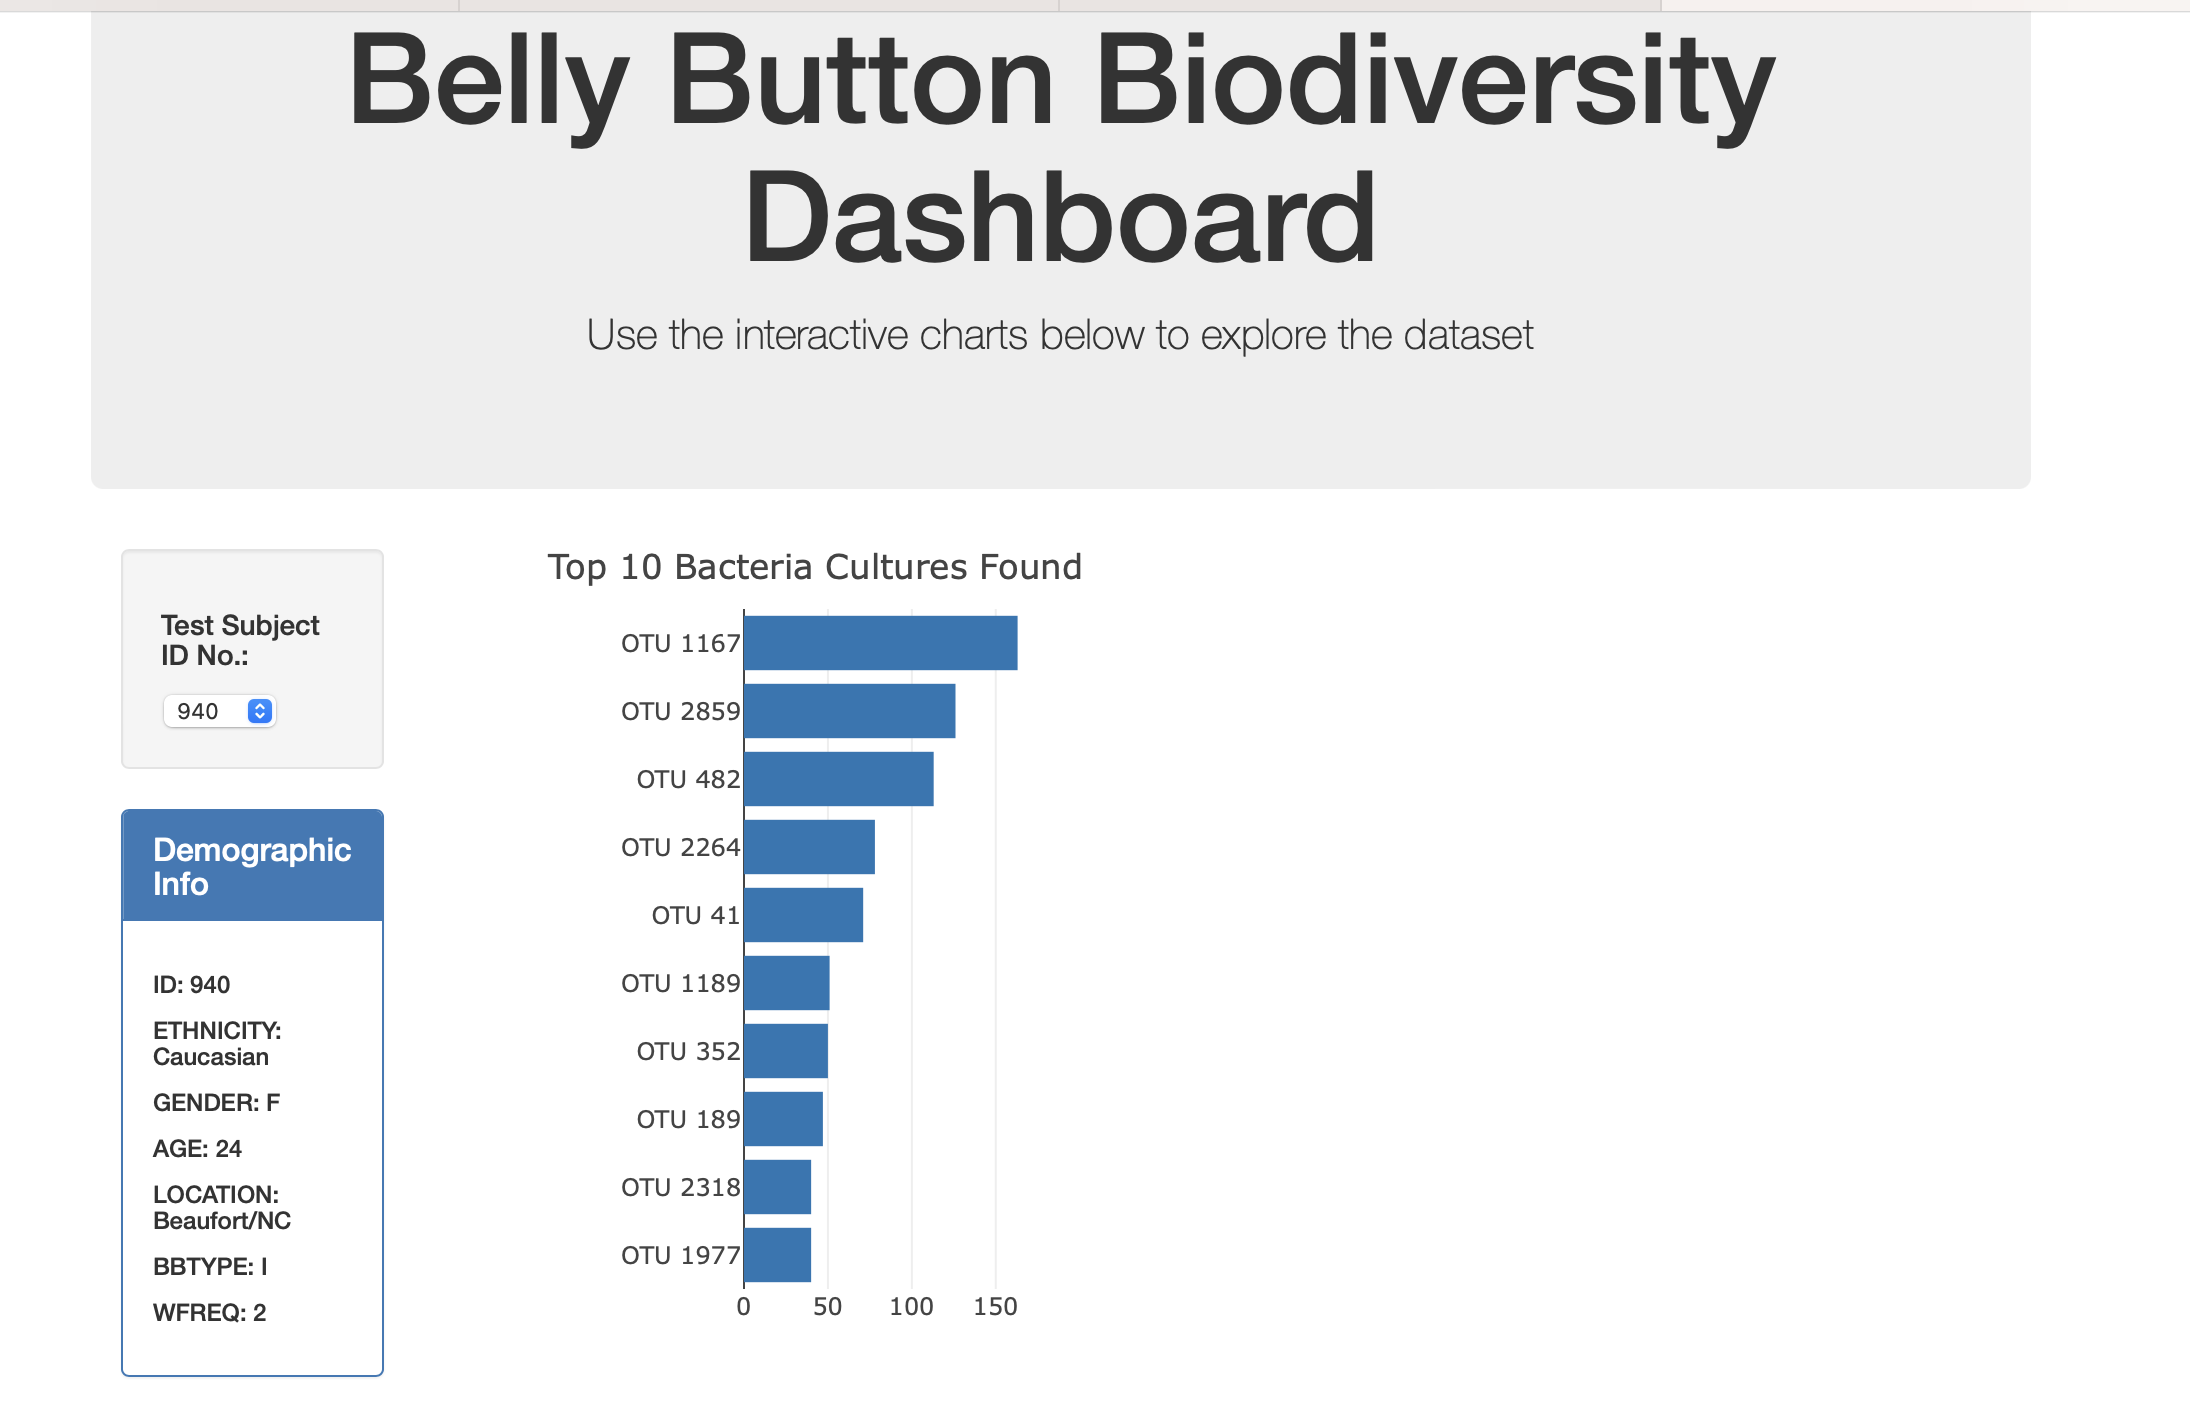 Belly Button Biodiversity
Dashboard
Use the interactive charts below to explore the dataset
Test Subject
ID No.:
940
Demographic
Info
ID: 940
ETHNICITY:
Caucasian
GENDER: F
AGE: 24
LOCATION:
Beaufort/NC
BBTYPE: I
WFREQ: 2
Top 10 Bacteria Cultures Found
OTU 1167
OTU 2859
OTU 482
OTU 2264
OTU 41
OTU 1189
OTU 352
OTU 189
OTU 2318
OTU 1977
0 50 100 150